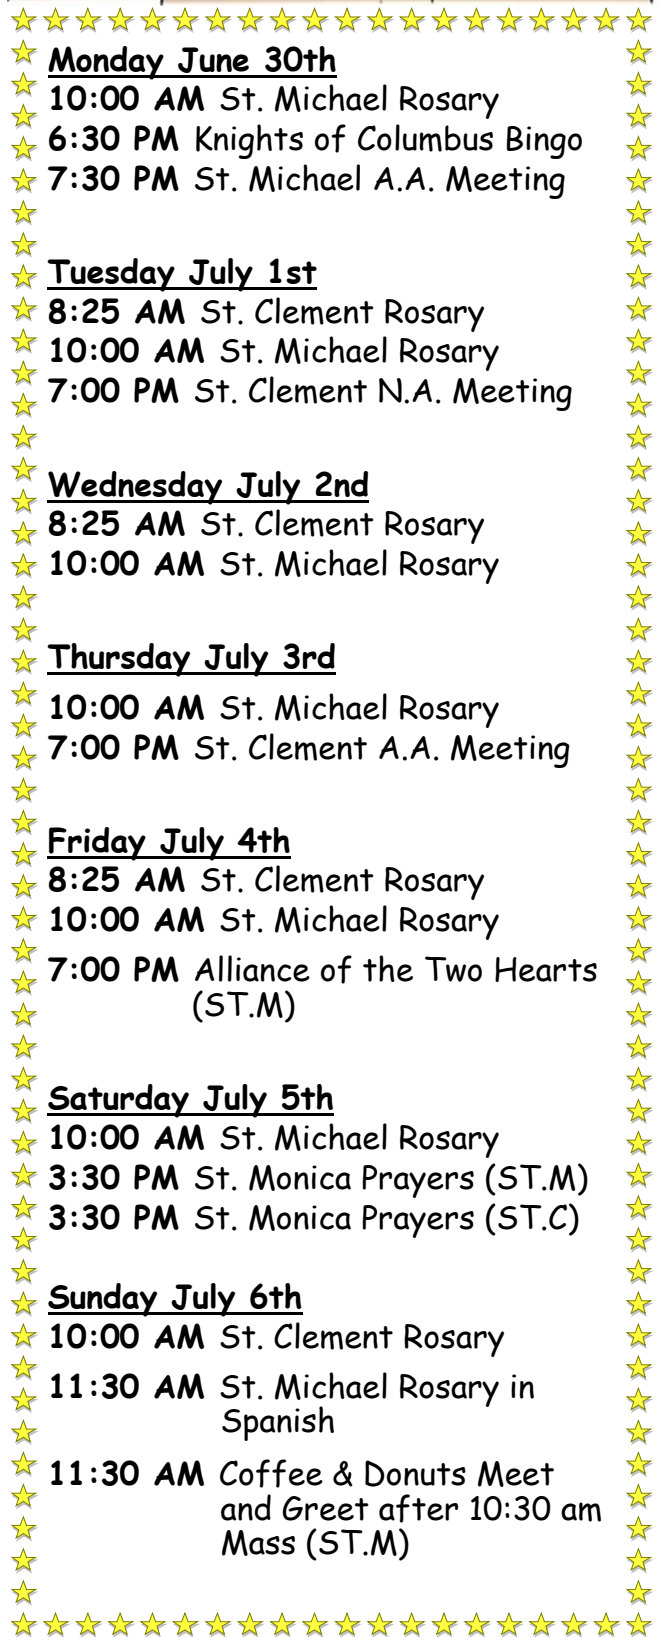 Monday June 30th
10:00 AM St. Michael Rosary
6:30 PM Knights of Columbus Bingo
7:30 PM St. Michael A.A. Meeting
Tuesday July 1st
8:25 AM St. Clement Rosary
10:00 AM St. Michael Rosary
7:00 PM St. Clement N.A. Meeting
Wednesday July 2nd
8:25 AM St. Clement Rosary
10:00 AM St. Michael Rosary
Thursday July 3rd
10:00 AM St. Michael Rosary
7:00 PM St. Clement A.A. Meeting
Friday July 4th
8:25 AM St. Clement Rosary
10:00 AM St. Michael Rosary
7:00 PM Alliance of the Two Hearts
(ST.M)
Saturday July 5th
10:00 AM St. Michael Rosary
3:30 PM St. Monica Prayers (ST.M)
3:30 PM St. Monica Prayers (ST.C)
Sunday July 6th
10:00 AM St. Clement Rosary
11:30 AM St. Michael Rosary in
Spanish
11:30 AM Coffee & Donuts Meet
and Greet after 10:30 am
Mass (ST.M)